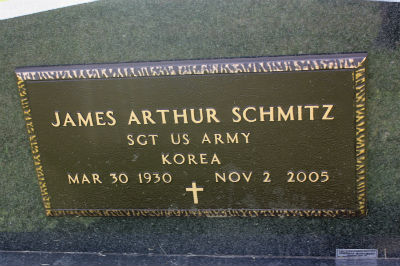 JAMES ARTHUR SCHMITZ
SGT US ARMY
KOREA
MAR 30 1930 NOV 2 2005